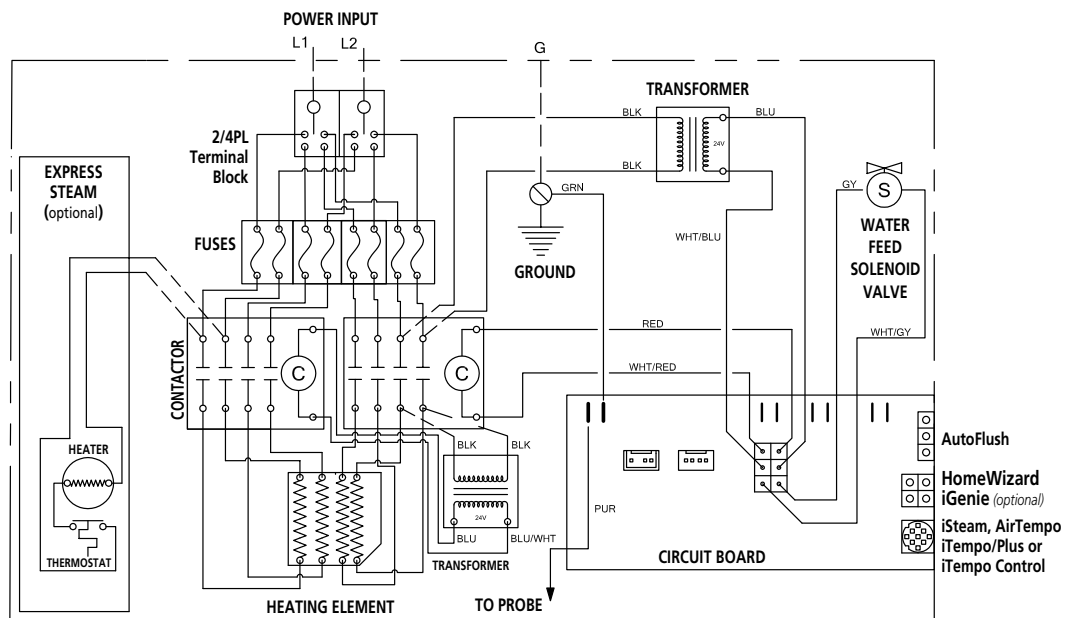 POWER INPUT
L1
L2
G
TRANSFORMER
BLK
BLU
2/4PL
Terminal
Block
24V
BLK
EXPRESS
STEAM
(optional)
GY
S
GRN
WATER
FEED
SOLENOID
VALVE
FUSES
WHT/BLU
GROUND
RED
WHT/GY
CONTACTOR
C
C
WHT/RED
AutoFlush
BLK
BLK
HEATER
HomeWizard
iGenie (optional)
24V
PUR
iSteam, AirTempo
iTempo/Plus or
iTempo Control
BLU
BLU/WHT
THERMOSTAT
TRANSFORMER
CIRCUIT BOARD
HEATING ELEMENT
TO PROBE